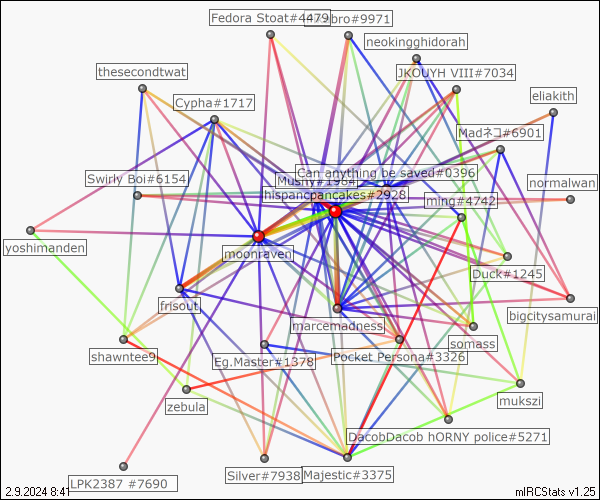 Fedora Stoat#4479
bro#9971
neokingghidorah
thesecondtwat
JKOUYH VIII#7034
eliakith
Cypha#1717
Madネコ#6901
Can anything be saved#0396
Swirly Boi#6154
normalwan
hispanicpancakes#2928
ming#4742
yoshimanden
moonraven
Duck#1245
frisout
bigcitysamurai
marcemadness
somass
shawntee9
Eg.Master#1378
Pocket Persona#3326
mukszi
zebula
DacobDacob hORNY police#5271
LPK2387 #7690
Silver#7938
Majestic#3375
2.9.2024 8:41
mIRCStats v1.25